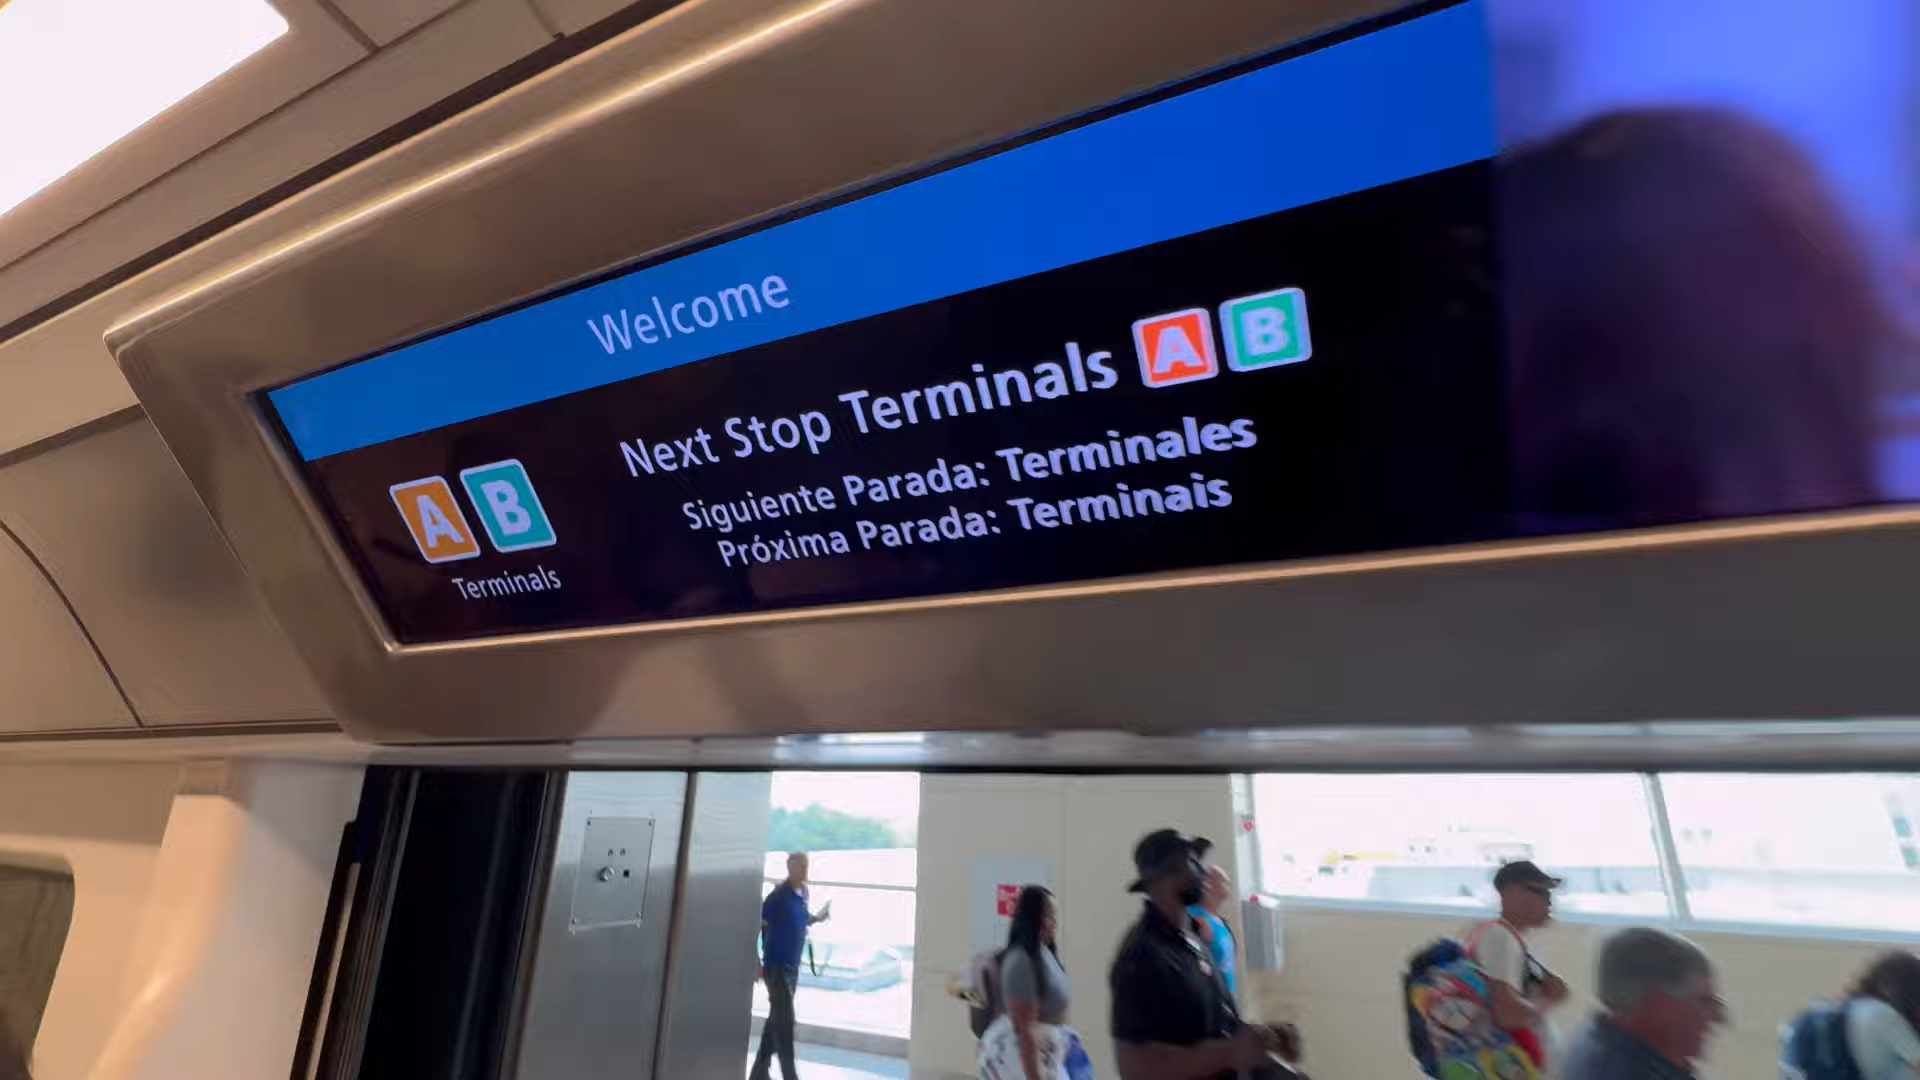 Welcome
Next Stop Terminals A B
Siguiente Parada: Terminales
Próxima Parada: Terminais
A B
Terminals